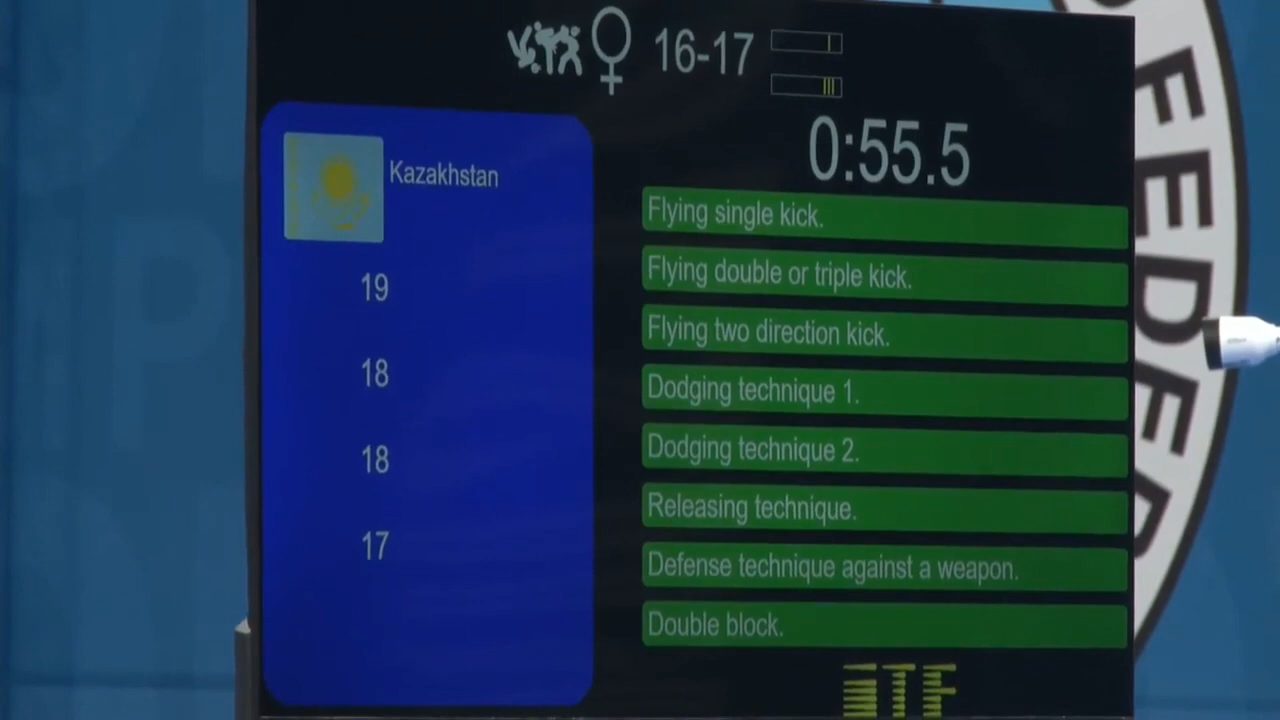 16-17
0:55.5
Kazakhstan
19
18
18
17
Flying single kick.
Flying double or triple kick.
Flying two direction kick.
Dodging technique 1.
Dodging technique 2.
Releasing technique.
Defense technique against a weapon.
Double block.
ITF
FEDER